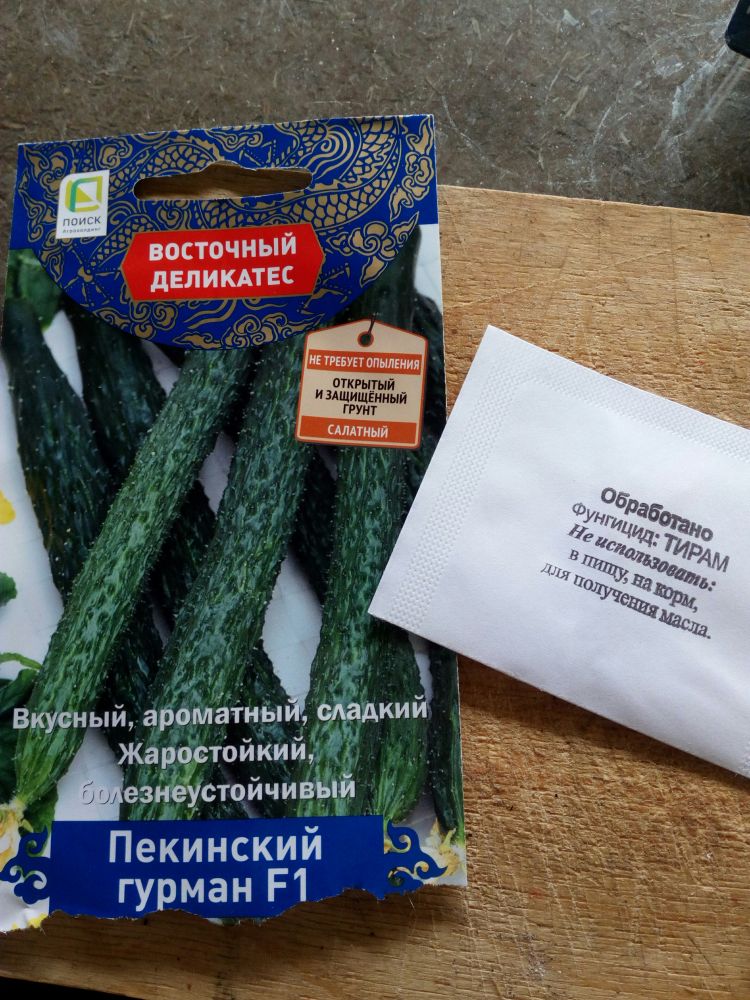 ПОИСК
Агрохолдинг
ВОСТОЧНЫЙ
ДЕЛИКАТЕС
НЕ ТРЕБУЕТ ОПЫЛЕНИЯ
ОТКРЫТЫЙ
И ЗАЩИЩЁННЫЙ
ГРУНТ
САЛАТНЫЙ
Вкусный, ароматный, сладкий
Жаростойкий,
болезнеустойчивый
Пекинский
гурман F1
Обработано
Фунгицид: ТИРАМ
Не использовать:
в пищу, на корм,
для получения масла.